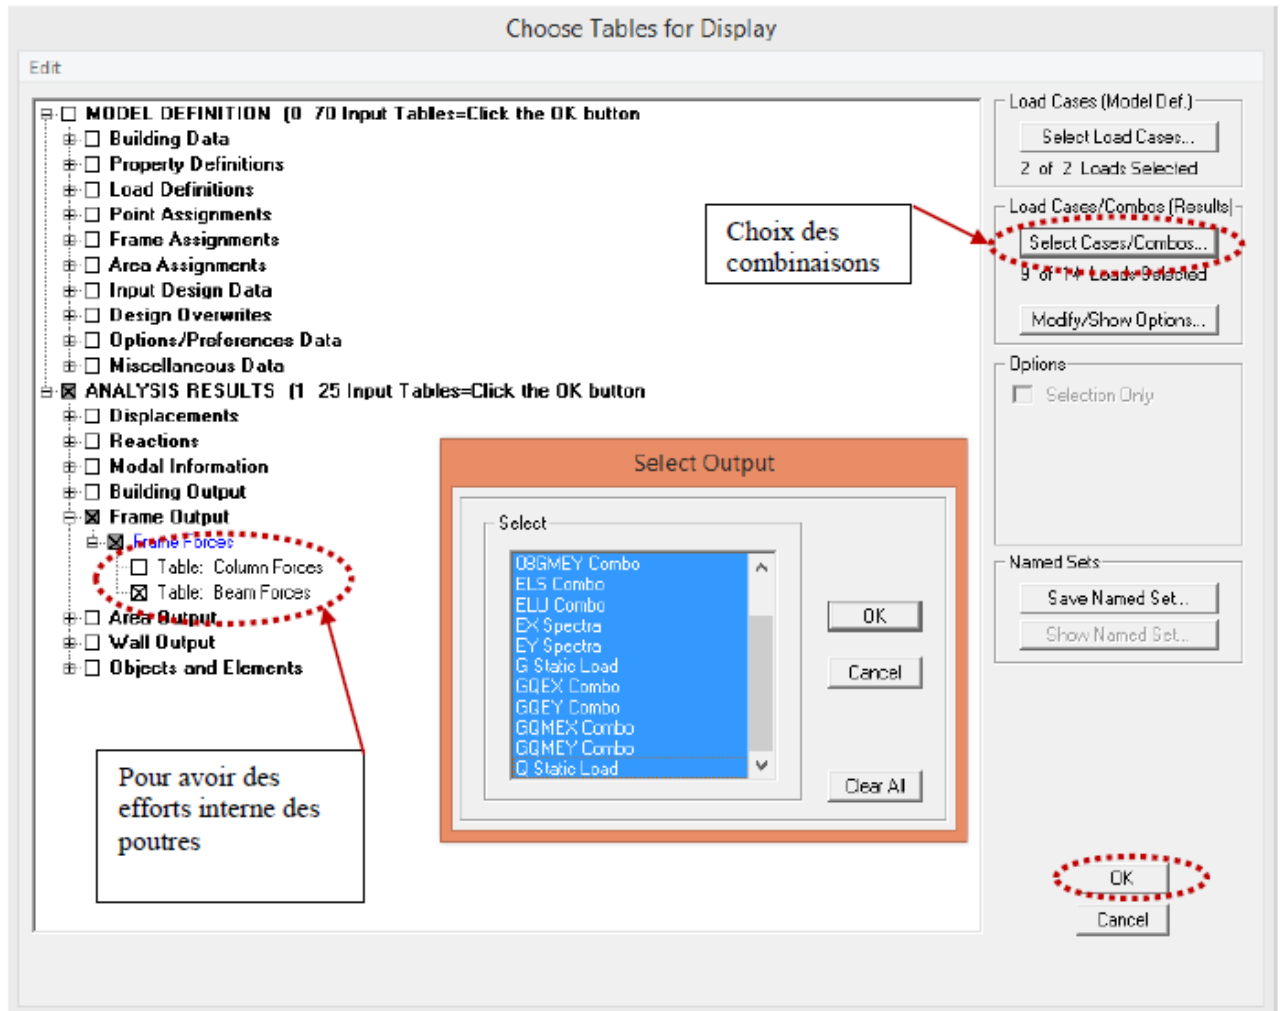 Choose Tables for Display
Edit
MODEL DEFINITION (0 70 Input Tables=Click the OK button
Building Data
Property Definitions
Load Definitions
Point Assignments
Frame Assignments
Area Assignments
Input Design Data
Design Overwrites
Options/Preferences Data
Miscellaneous Data
ANALYSIS RESULTS (1 25 Input Tables=Click the OK button
Displacements
Reactions
Modal Information
Building Output
Frame Output
Frame Forces
Table: Column Forces
Table: Beam Forces
Area Output
Wall Output
Objects and Elements
Pour avoir des
efforts interne des
poutres
Choix des
combinaisons
Select Output
Select
08GMEY Combo
ELS Combo
ELU Combo
EX Spectra
EY Spectra
G Static Load
GQEX Combo
GQEY Combo
GQMEX Combo
GQMEY Combo
Q Static Load
OK
Cancel
Clear All
Load Cases (Model Def.)
Select Load Cases...
2 of 2 Loads Selected
Load Cases/Combos (Results)
Select Cases/Combos...
9 of 14 Loads Selected
Modify/Show Options...
Options
Selection Only
Named Sets
Save Named Set...
Show Named Set...
OK
Cancel